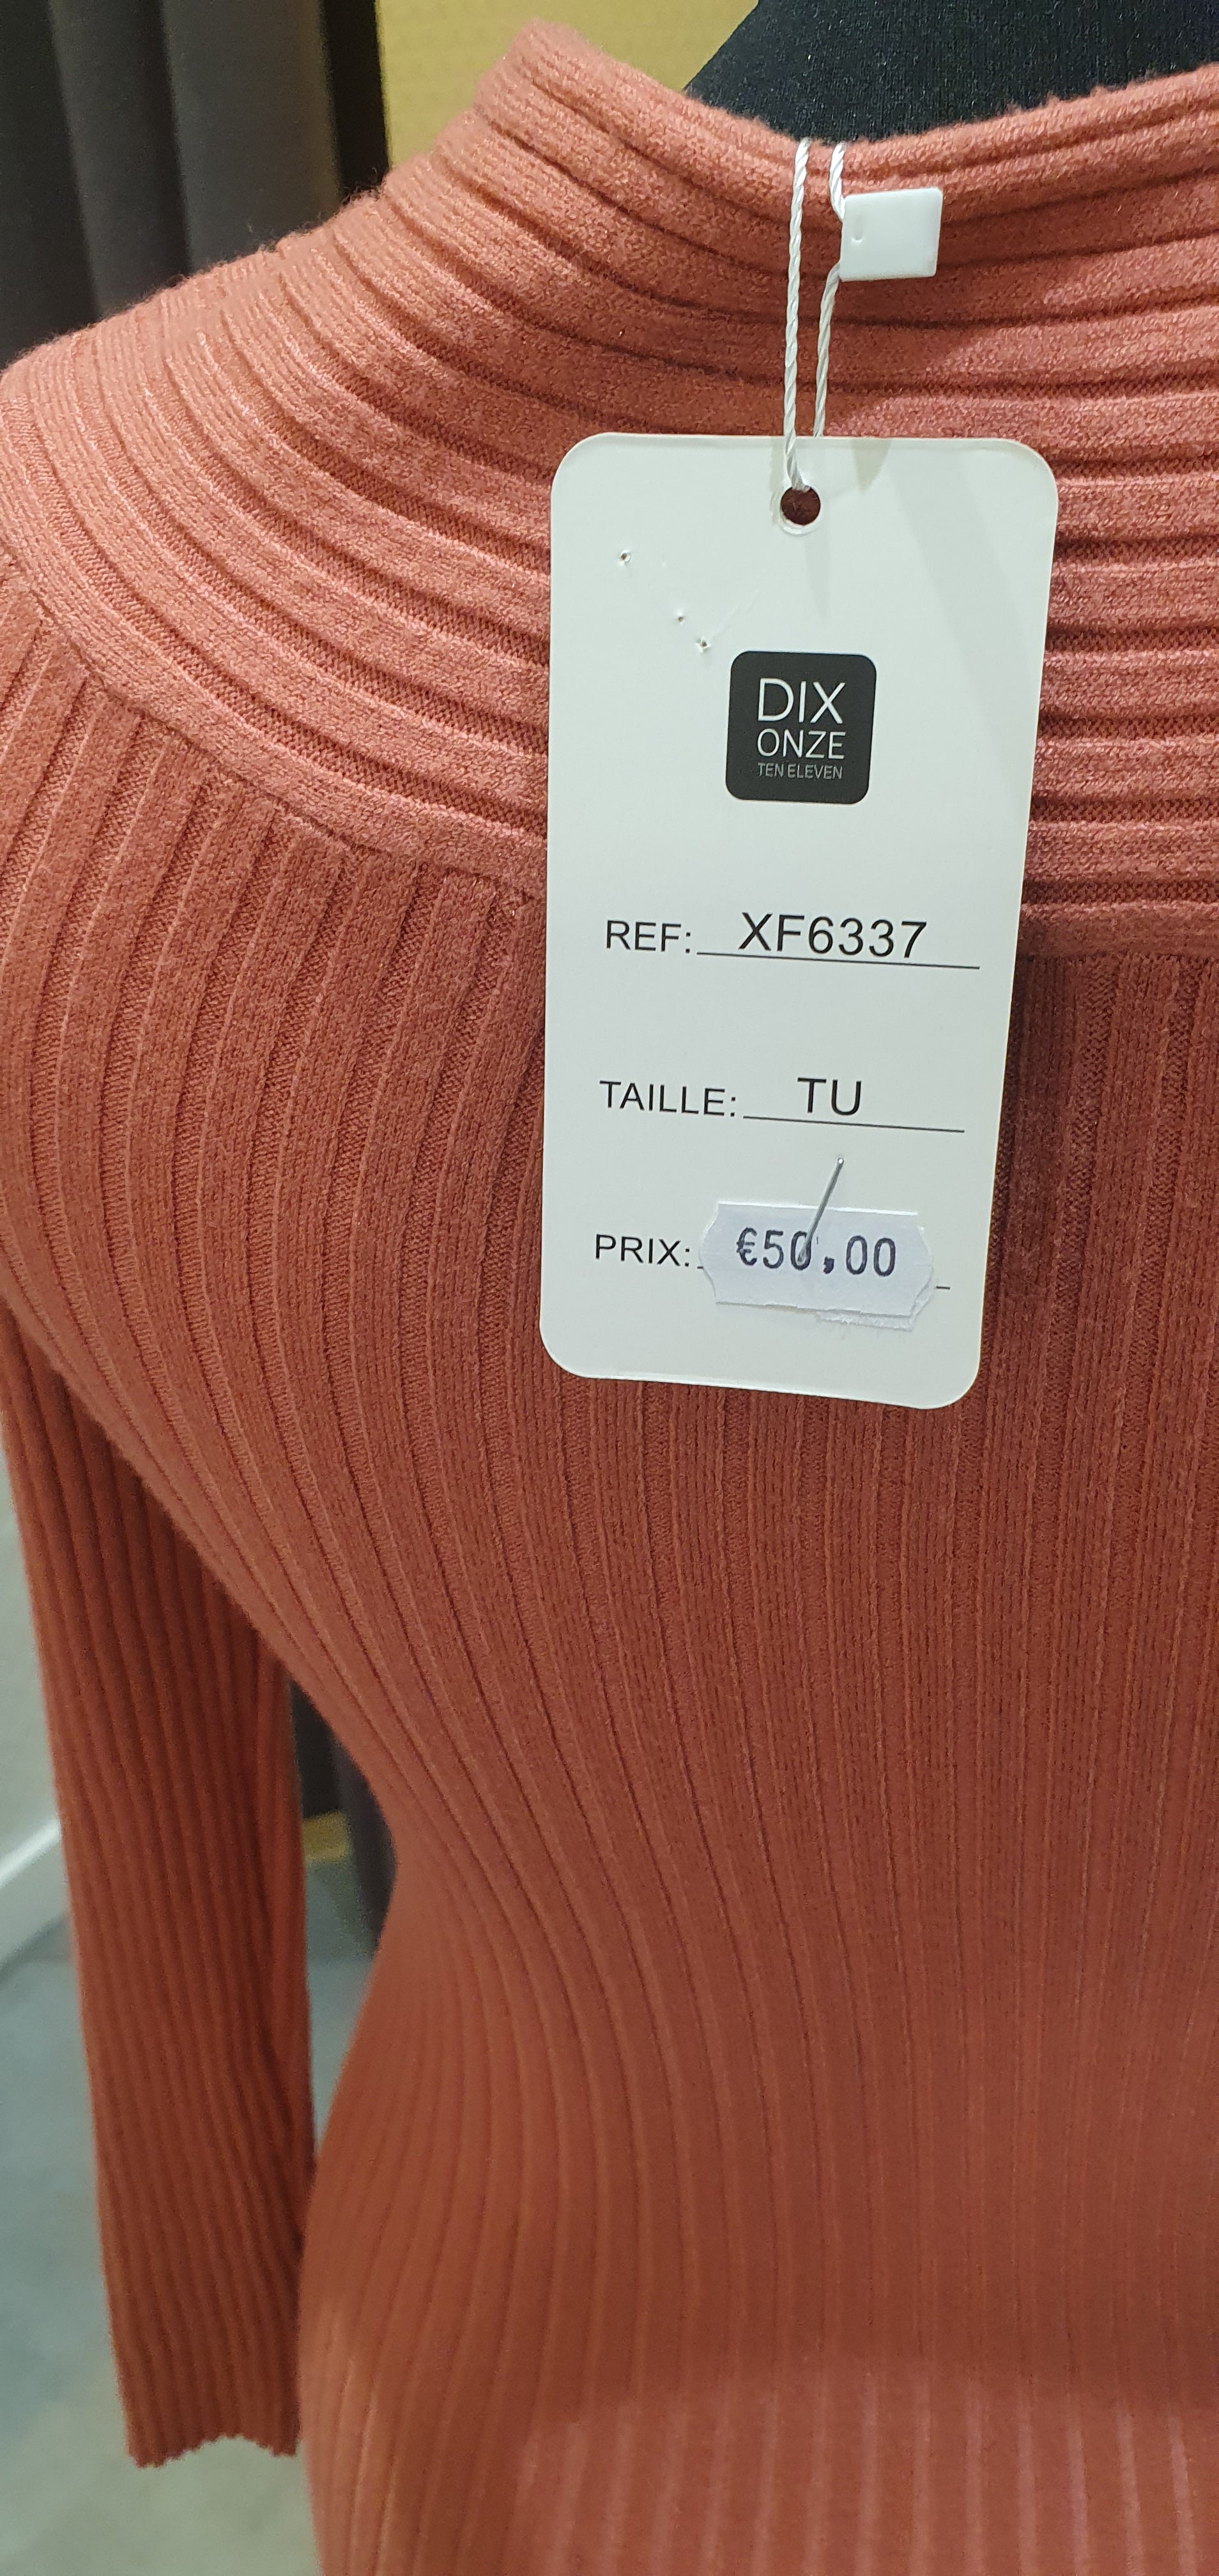 DIX
ONZE
TEN ELEVEN
REF: XF6337
TAILLE: TU
PRIX: €50,00